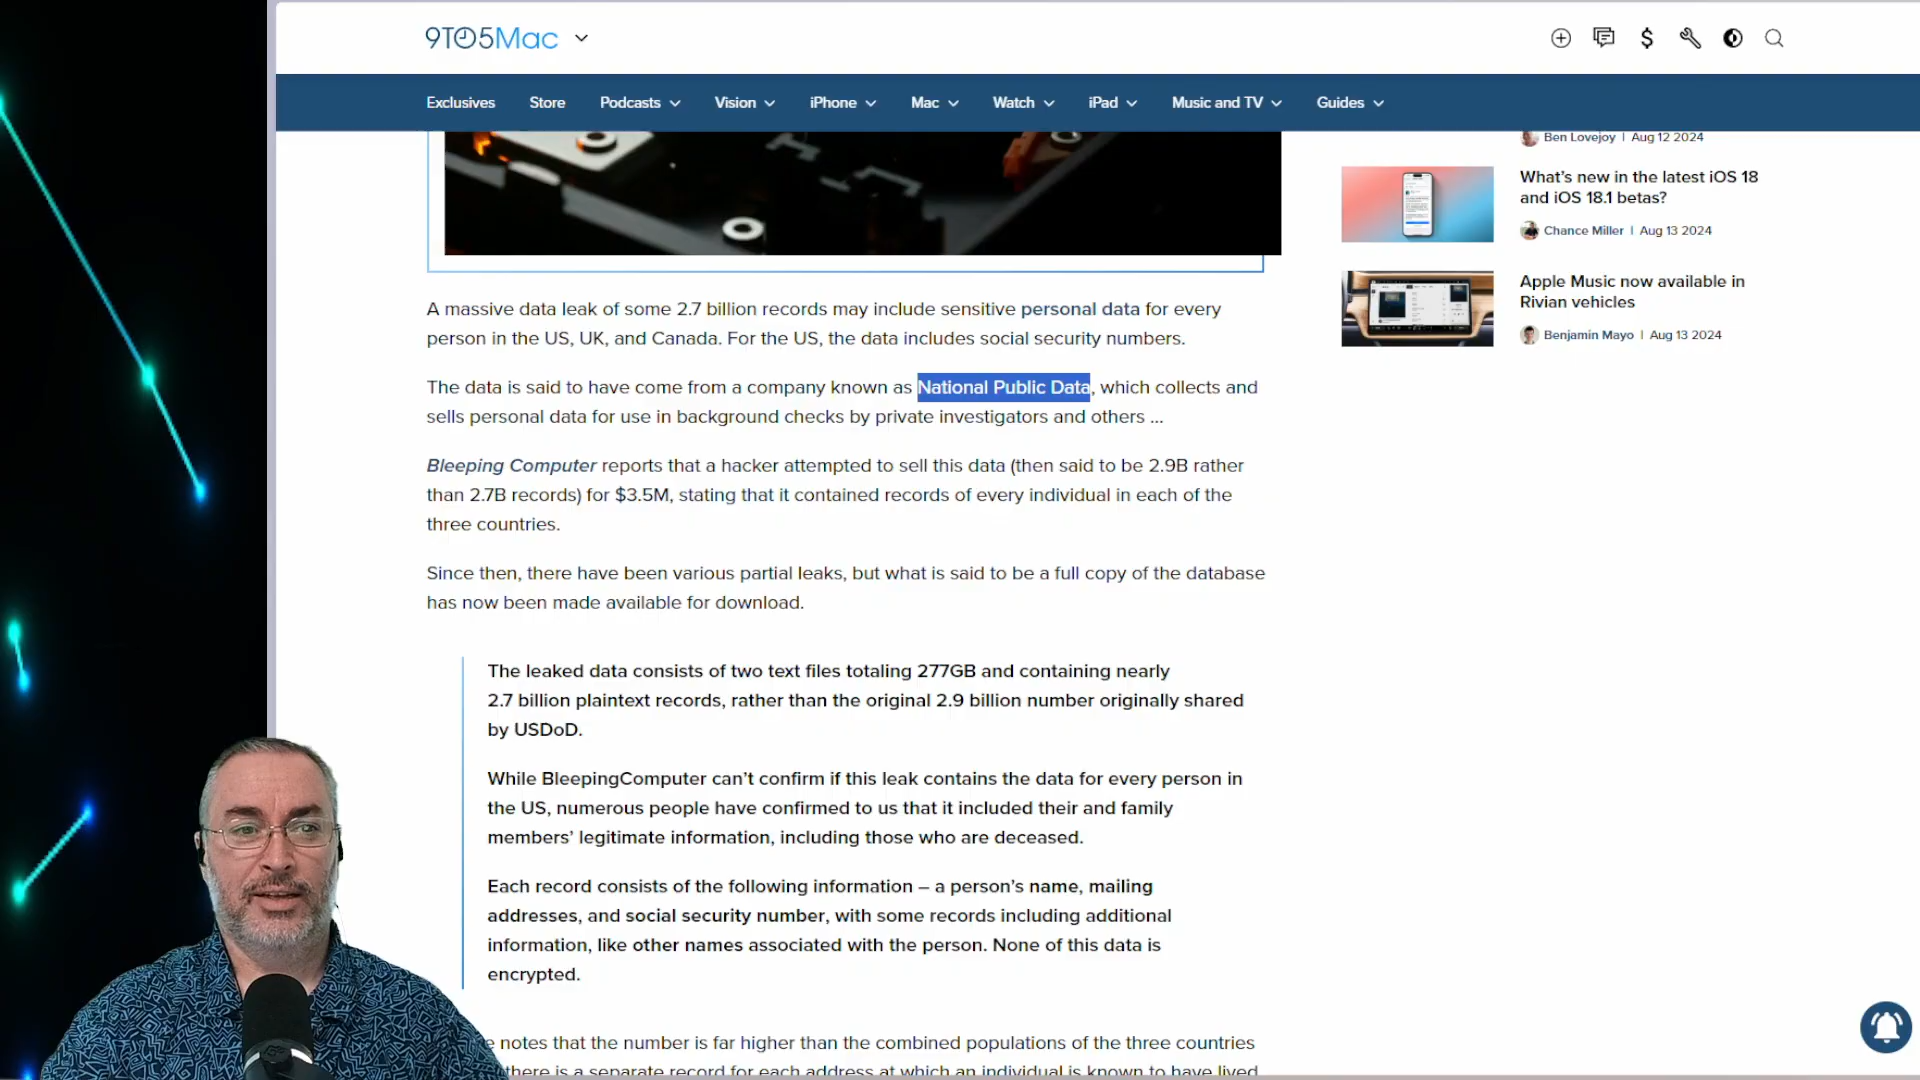 9TO5Mac
Exclusives Store Podcasts Vision iPhone Mac Watch iPad Music and TV Guides
Ben Lovejoy | Aug 12 2024
What's new in the latest iOS 18
and iOS 18.1 betas?
Chance Miller | Aug 13 2024
Apple Music now available in
Rivian vehicles
Benjamin Mayo | Aug 13 2024
A massive data leak of some 2.7 billion records may include sensitive personal data for every
person in the US, UK, and Canada. For the US, the data includes social security numbers.
The data is said to have come from a company known as National Public Data, which collects and
sells personal data for use in background checks by private investigators and others ...
Bleeping Computer reports that a hacker attempted to sell this data (then said to be 2.9B rather
than 2.7B records) for $3.5M, stating that it contained records of every individual in each of the
three countries.
Since then, there have been various partial leaks, but what is said to be a full copy of the database
has now been made available for download.
The leaked data consists of two text files totaling 277GB and containing nearly
2.7 billion plaintext records, rather than the original 2.9 billion number originally shared
by USDoD.
While BleepingComputer can't confirm if this leak contains the data for every person in
the US, numerous people have confirmed to us that it included their and family
members' legitimate information, including those who are deceased.
Each record consists of the following information – a person's name, mailing
addresses, and social security number, with some records including additional
information, like other names associated with the person. None of this data is
encrypted.
notes that the number is far higher than the combined populations of the three countries
there is a separate record for each address at which an individual is known to have lived